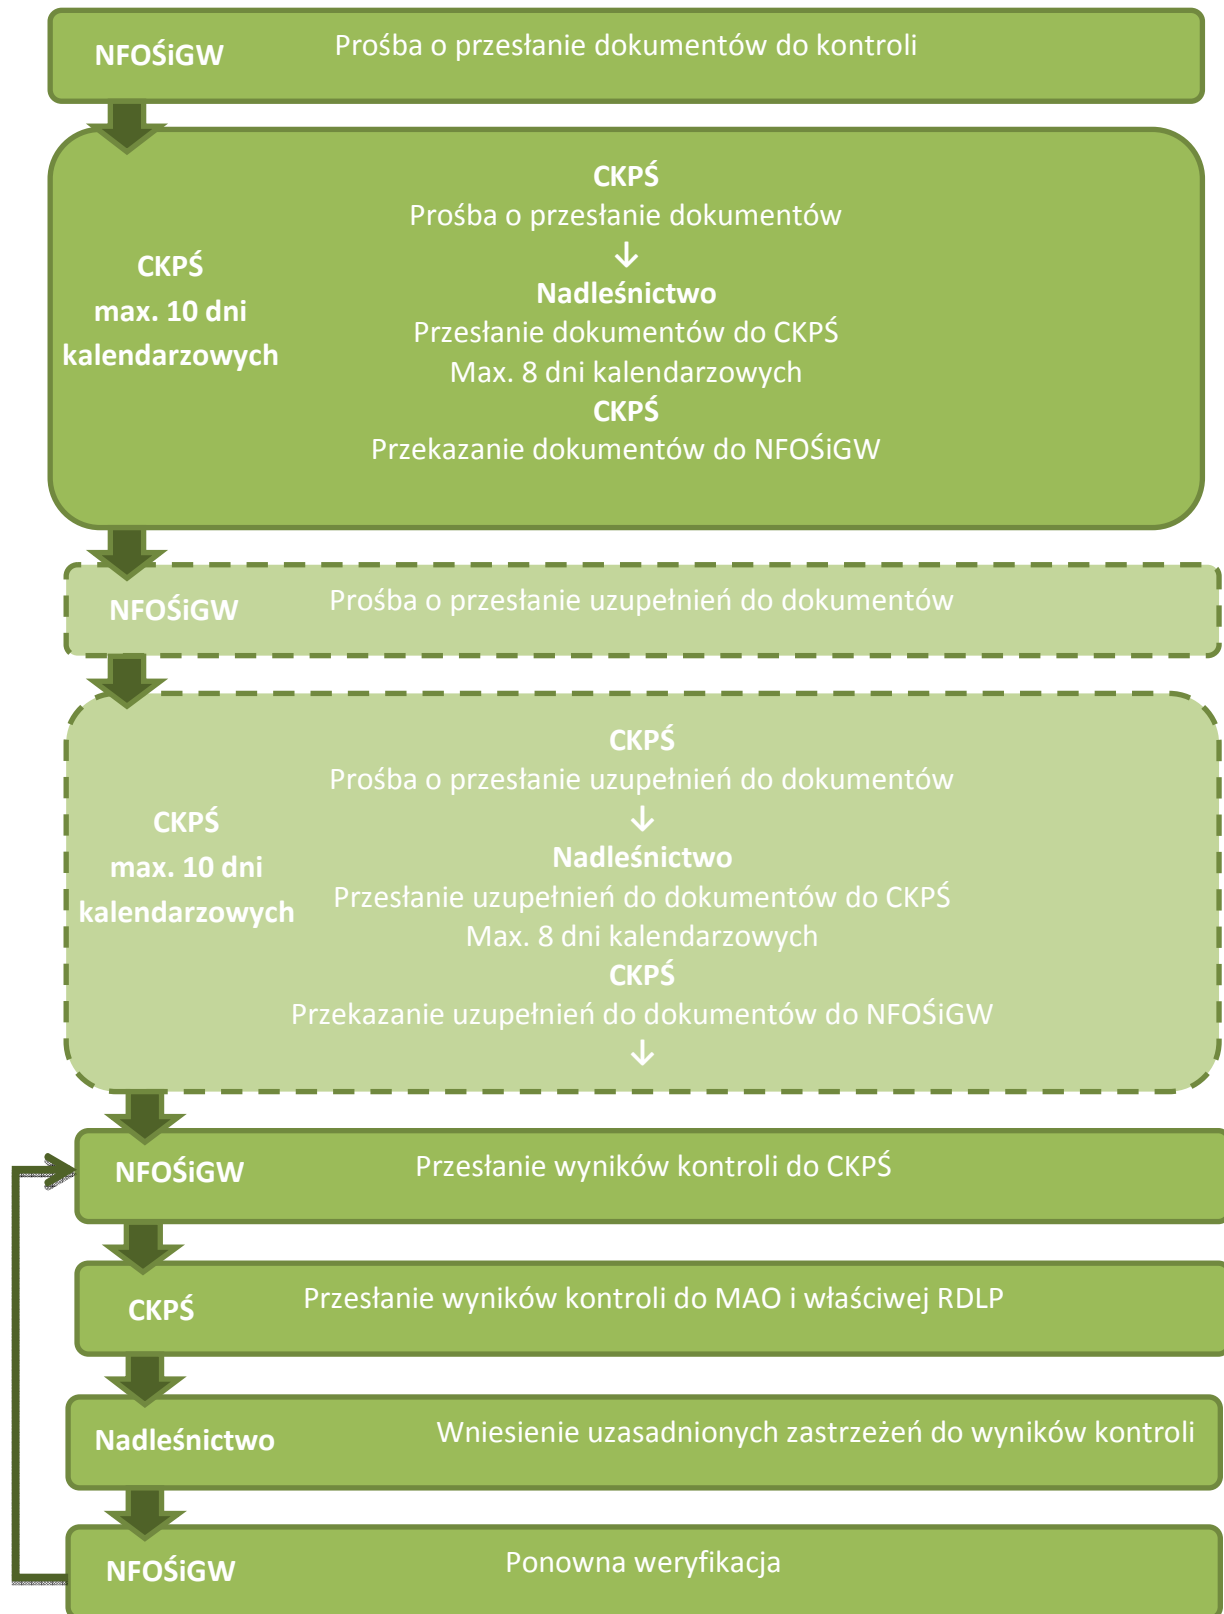 NFOŚiGW
Prośba o przesłanie dokumentów do kontroli
CKPŚ
max. 10 dni
kalendarzowych
CKPŚ
Prośba o przesłanie dokumentów
↓
Nadleśnictwo
Przesłanie dokumentów do CKPŚ
Max. 8 dni kalendarzowych
CKPŚ
Przekazanie dokumentów do NFOŚiGW
NFOŚiGW
Prośba o przesłanie uzupełnień do dokumentów
CKPŚ
max. 10 dni
kalendarzowych
CKPŚ
Prośba o przesłanie uzupełnień do dokumentów
↓
Nadleśnictwo
Przesłanie uzupełnień do dokumentów do CKPŚ
Max. 8 dni kalendarzowych
CKPŚ
Przekazanie uzupełnień do dokumentów do NFOŚiGW
↓
NFOŚiGW
Przesłanie wyników kontroli do CKPŚ
CKPŚ
Przesłanie wyników kontroli do MAO i właściwej RDLP
Nadleśnictwo
Wniesienie uzasadnionych zastrzeżeń do wyników kontroli
NFOŚiGW
Ponowna weryfikacja